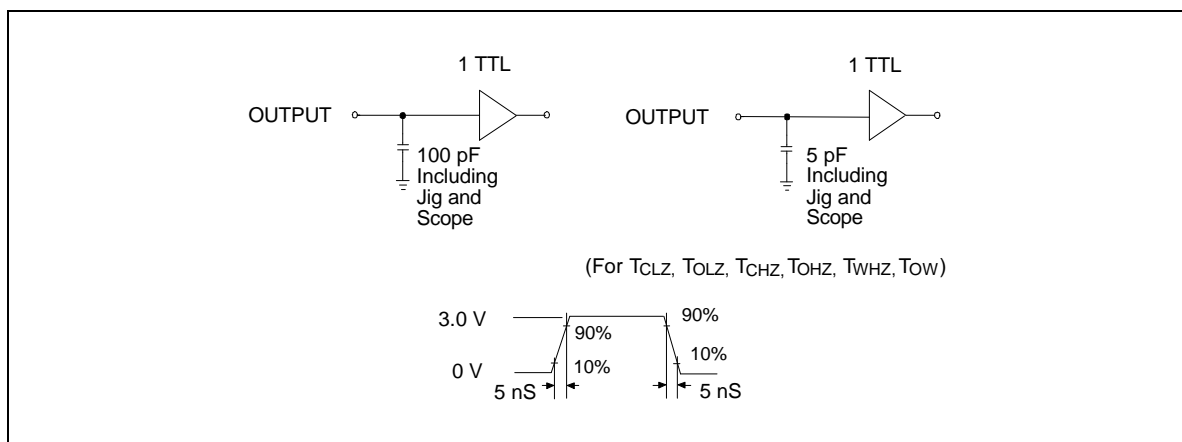 1 TTL
OUTPUT
100 pF
Including
Jig and
Scope
1 TTL
OUTPUT
5 pF
Including
Jig and
Scope
(For TCLZ, TOLZ, TCHZ, TOHZ, TWHZ, TOW)
3.0 V
90%
90%
0 V
10%
10%
5 nS
5 nS